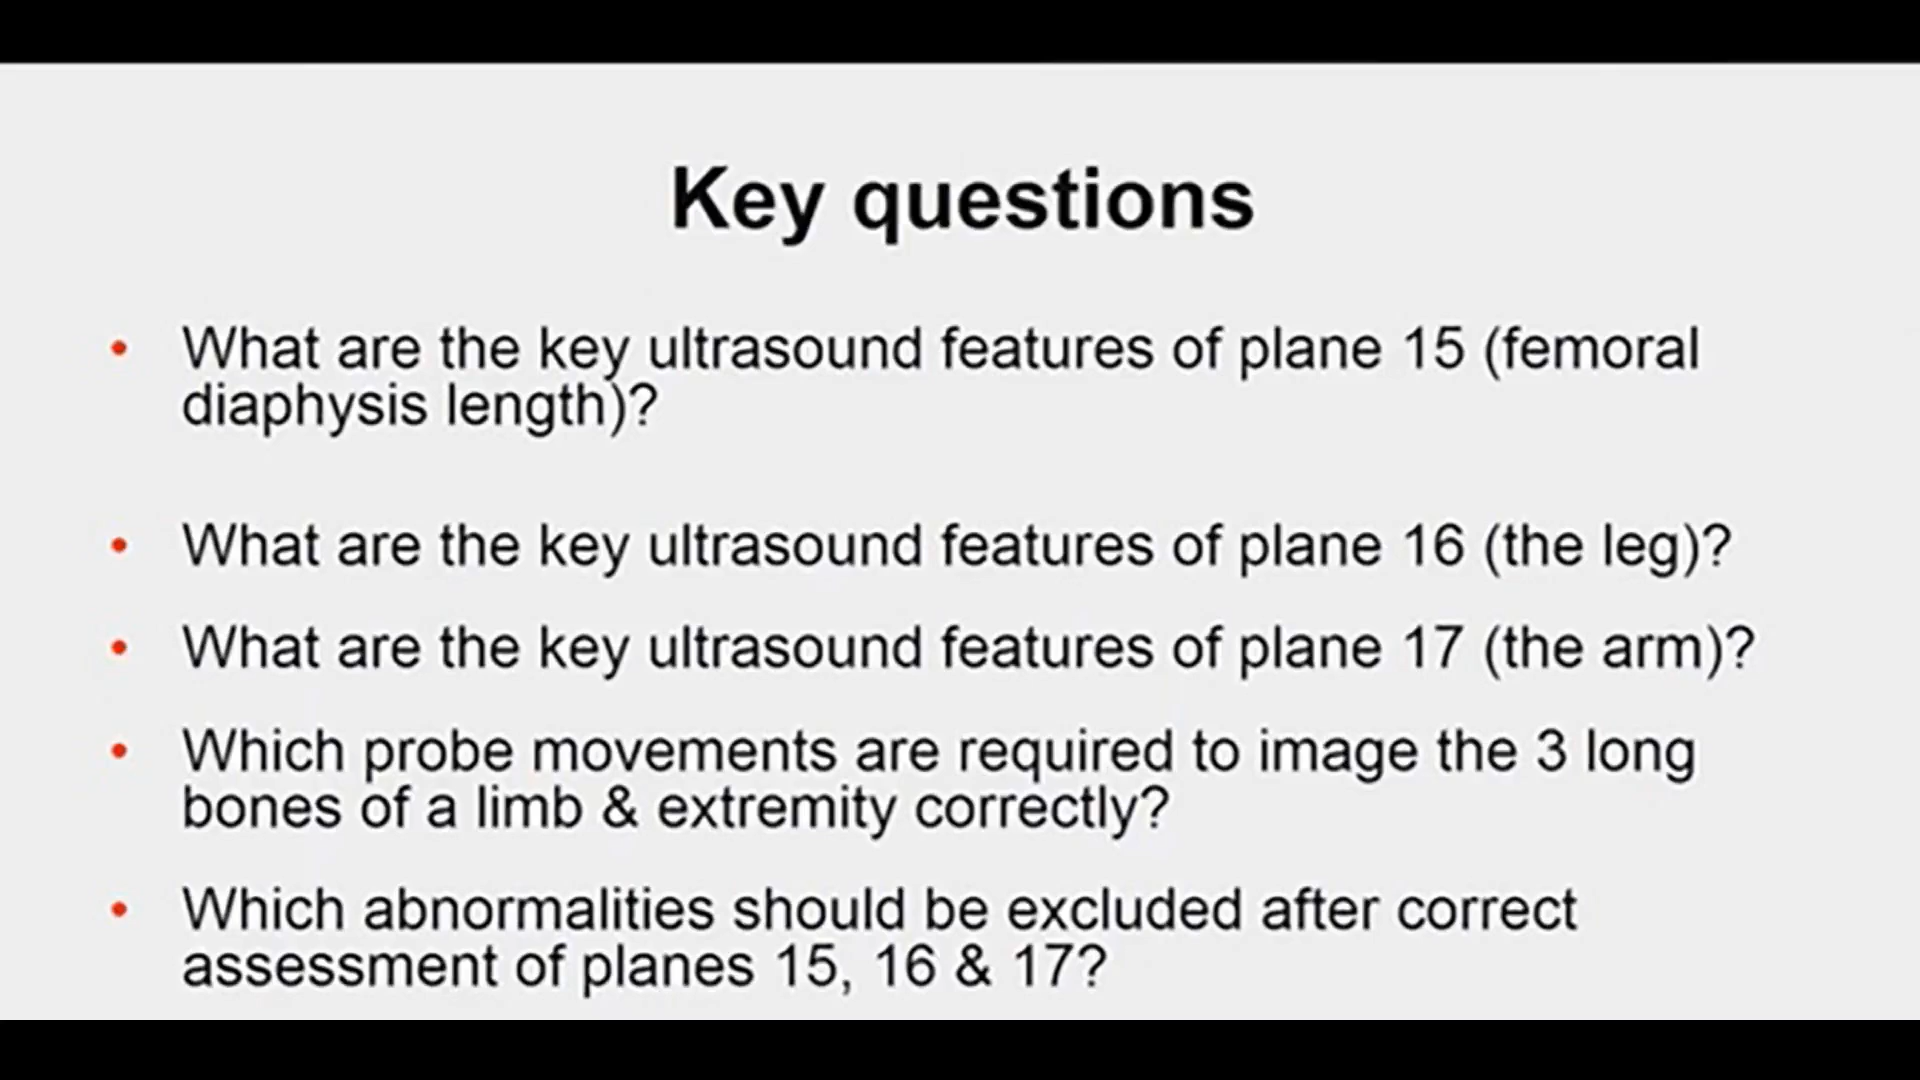 Key questions
• What are the key ultrasound features of plane 15 (femoral
diaphysis length)?
• What are the key ultrasound features of plane 16 (the leg)?
• What are the key ultrasound features of plane 17 (the arm)?
• Which probe movements are required to image the 3 long
bones of a limb & extremity correctly?
• Which abnormalities should be excluded after correct
assessment of planes 15, 16 & 17?